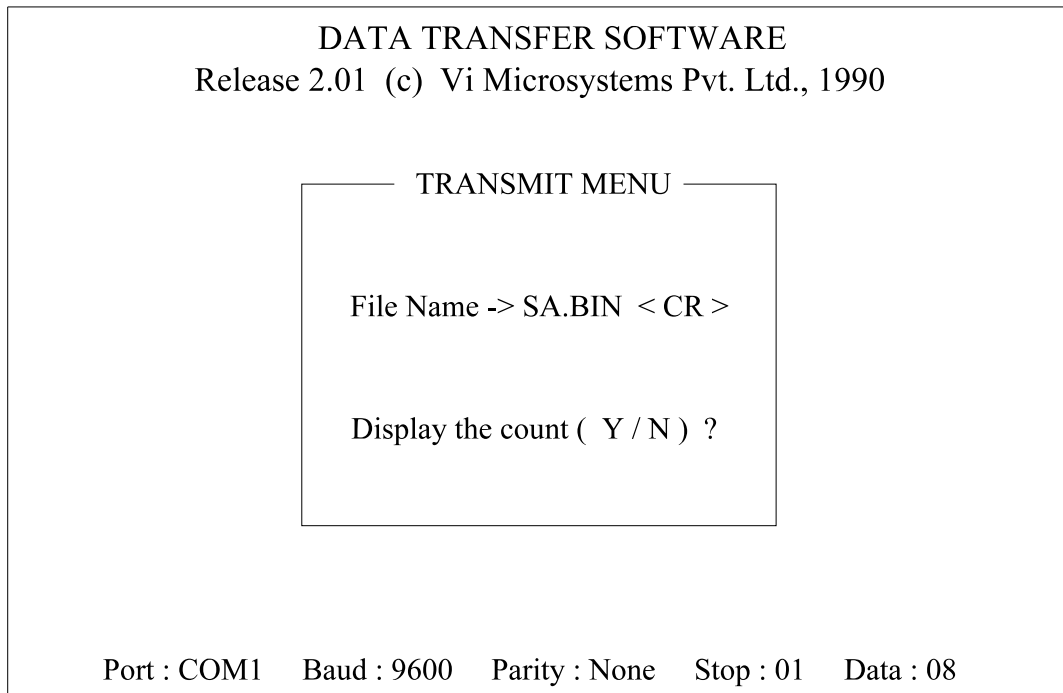 DATA TRANSFER SOFTWARE
Release 2.01 (c) Vi Microsystems Pvt. Ltd., 1990
TRANSMIT MENU
File Name -> SA.BIN < CR >
Display the count ( Y / N ) ?
Port : COM1 Baud : 9600 Parity : None Stop : 01 Data : 08